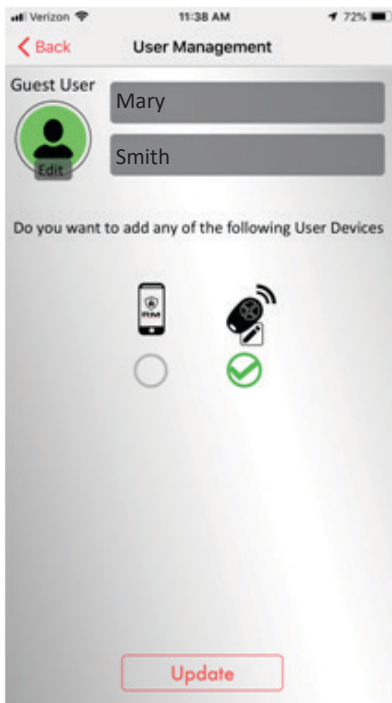 Verizon 11:38 AM 72%
Back User Management
Guest User
Mary
Edit
Smith
Do you want to add any of the following User Devices
Update